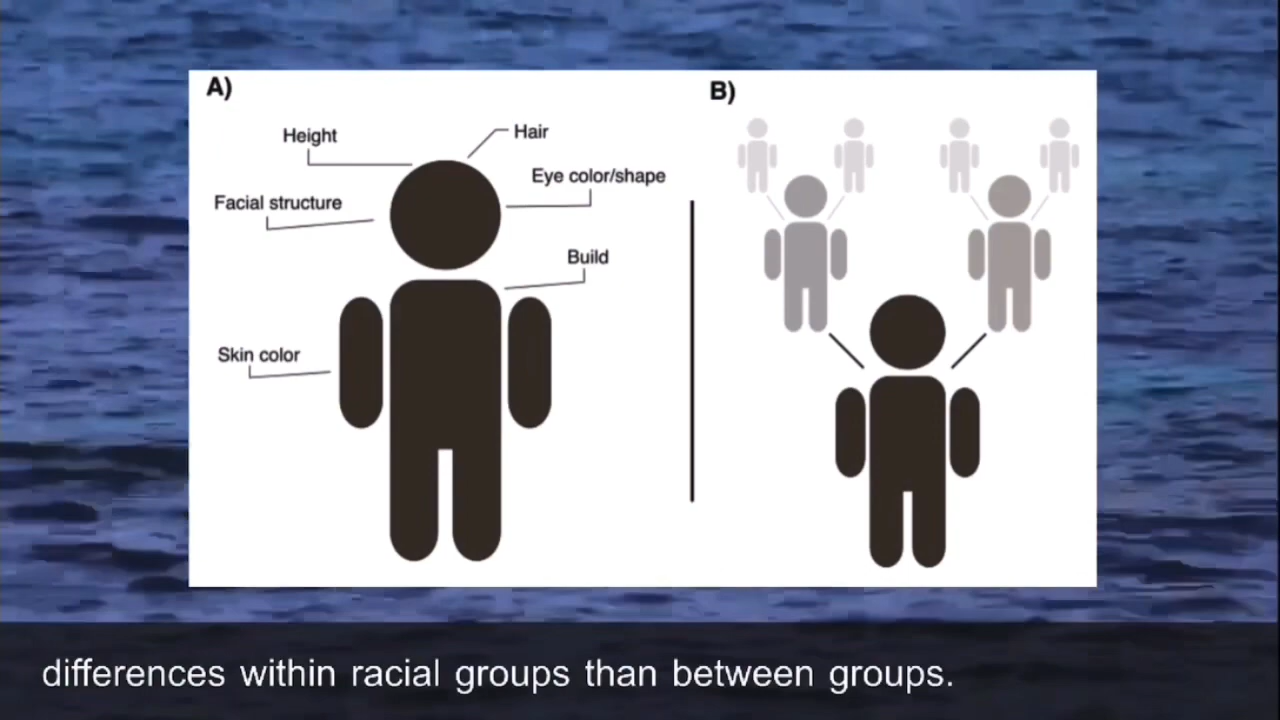 A)
Height
Hair
Eye color/shape
Facial structure
Build
Skin color
B)
differences within racial groups than between groups.